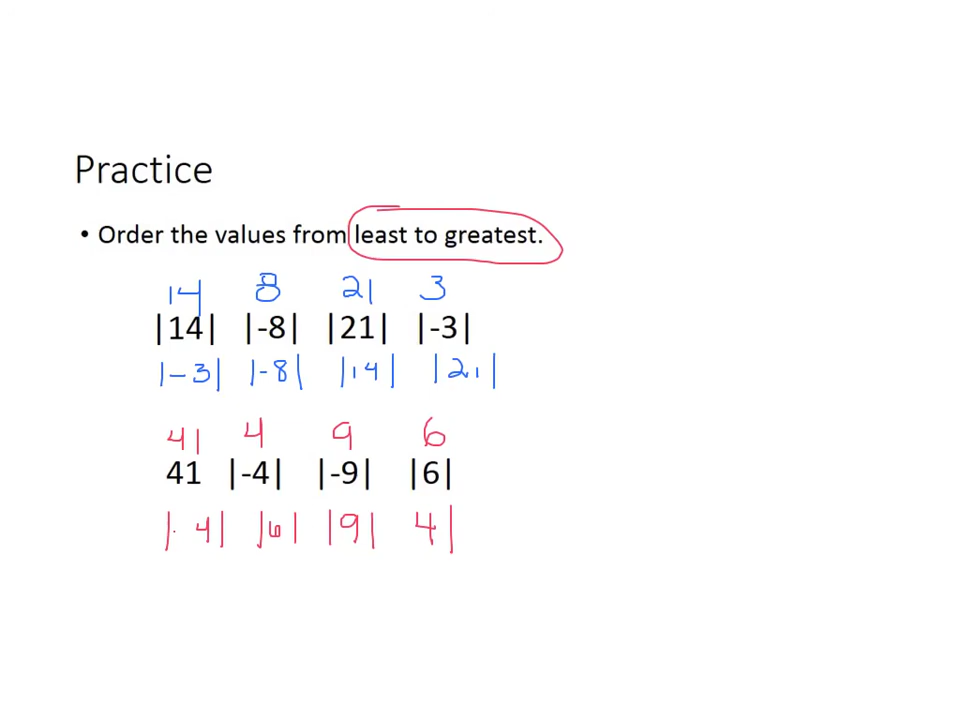 Practice
• Order the values from least to greatest.
14 8 21 3
|14| |-8| |21| |-3|
|-3| |-8| |14| |21|
41 4 9 6
41 |-4| |-9| |6|
|-4| |6| |9| 41